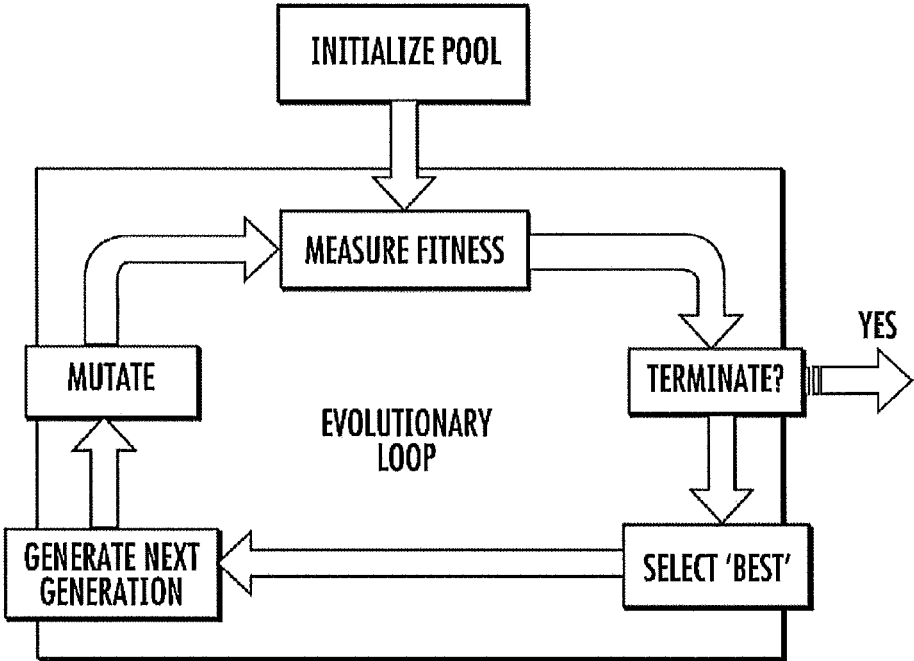 INITIALIZE POOL
MEASURE FITNESS
YES
MUTATE
TERMINATE?
EVOLUTIONARY
LOOP
GENERATE NEXT
GENERATION
SELECT 'BEST'